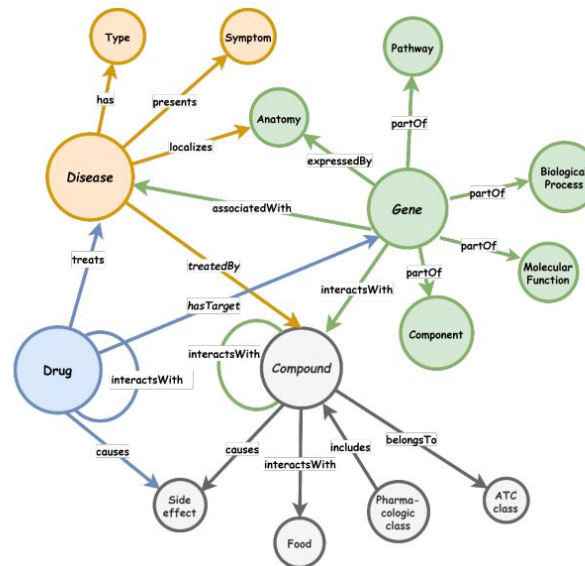 Type
Symptom
Pathway
has
presents
Anatomy
partOf
localizes
expressedBy
Disease
Biological
Process
partOf
associatedWith
Gene
partOf
treats
treatedBy
Molecular
Function
partOf
hasTarget
interactsWith
Component
Drug
interactsWith
interactsWith
Compound
belongsTo
causes
causes
includes
interactsWith
Side
effect
Pharma-
cologic
class
ATC
class
Food